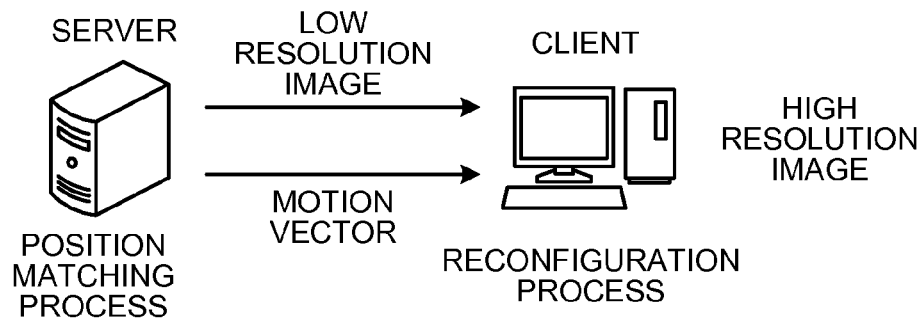 SERVER
POSITION
MATCHING
PROCESS
LOW
RESOLUTION
IMAGE
MOTION
VECTOR
CLIENT
RECONFIGURATION
PROCESS
HIGH
RESOLUTION
IMAGE